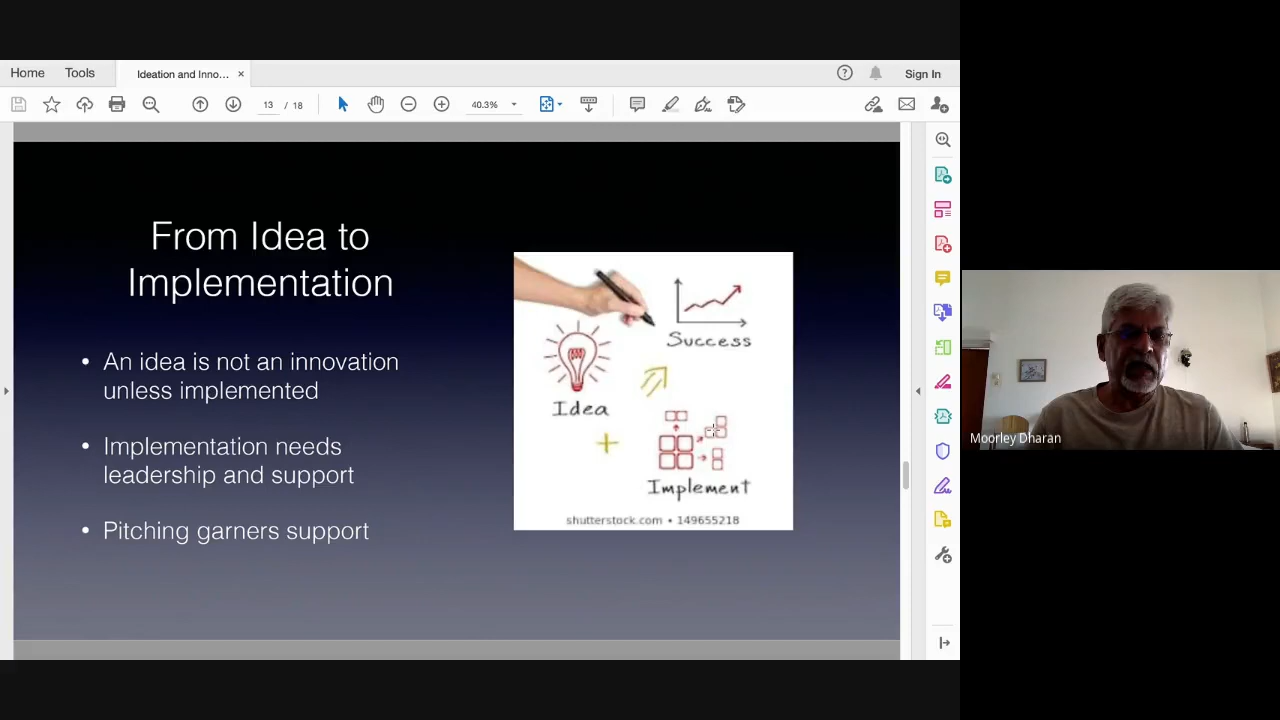 Home
Tools
Ideation and Inno...
×
Sign In
13 / 18
40.3%
From Idea to
Implementation
• An idea is not an innovation
unless implemented
• Implementation needs
leadership and support
• Pitching garners support
Success
Idea
+
Implement
shutterstock.com • 149655218
Moorley Dharan